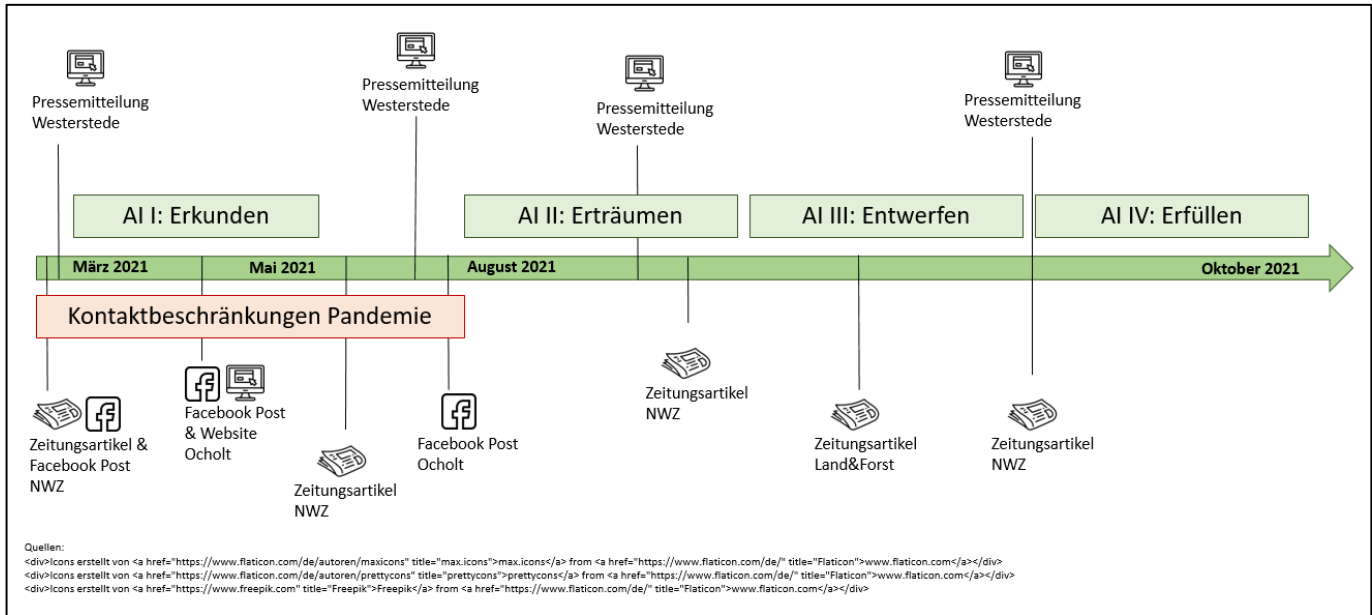 Pressemitteilung
Westerstede
Pressemitteilung
Westerstede
Pressemitteilung
Westerstede
Pressemitteilung
Westerstede
AI I: Erkunden
AI II: Erträumen
AI III: Entwerfen
AI IV: Erfüllen
März 2021
Mai 2021
August 2021
Oktober 2021
Kontaktbeschränkungen Pandemie
Zeitungsartikel &
Facebook Post
NWZ
Facebook Post
& Website
Ocholt
Zeitungsartikel
NWZ
Facebook Post
Ocholt
Zeitungsartikel
NWZ
Zeitungsartikel
Land&Forst
Zeitungsartikel
NWZ
Quellen:
<div>Icons erstellt von <a href="https://www.flaticon.com/de/autoren/maxicons" title="max.icons">max.icons</a> from <a href="https://www.flaticon.com/de/" title="Flaticon">www.flaticon.com</a></div>
<div>Icons erstellt von <a href="https://www.flaticon.com/de/autoren/prettycons" title="prettycons">prettycons</a> from <a href="https://www.flaticon.com/de/" title="Flaticon">www.flaticon.com</a></div>
<div>Icons erstellt von <a href="https://www.freepik.com" title="Freepik">Freepik</a> from <a href="https://www.flaticon.com/de/" title="Flaticon">www.flaticon.com</a></div>